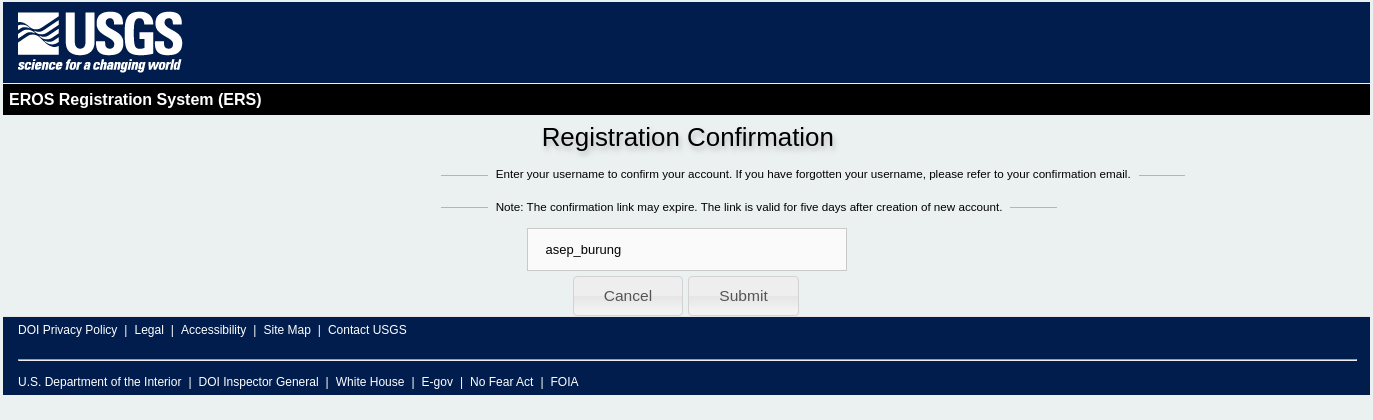 USGS
science for a changing world
EROS Registration System (ERS)
Registration Confirmation
Enter your username to confirm your account. If you have forgotten your username, please refer to your confirmation email.
Note: The confirmation link may expire. The link is valid for five days after creation of new account.
asep_burung
Cancel Submit
DOI Privacy Policy | Legal | Accessibility | Site Map | Contact USGS
U.S. Department of the Interior | DOI Inspector General | White House | E-gov | No Fear Act | FOIA